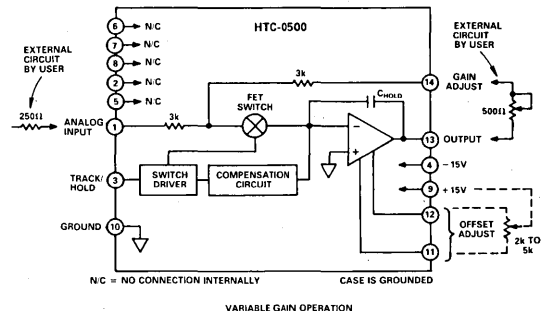 HTC-0500
6 N/C
7 N/C
8 N/C
2 N/C
5 N/C
EXTERNAL
CIRCUIT
BY USER
250Ω
ANALOG
INPUT
1
3k
FET
SWITCH
3k
C HOLD
−
+
14
GAIN
ADJUST
EXTERNAL
CIRCUIT
BY USER
500Ω
13
OUTPUT
4
−15V
9
+15V
12
OFFSET
ADJUST
11
2k TO
5k
TRACK/
HOLD
3
SWITCH
DRIVER
COMPENSATION
CIRCUIT
GROUND
10
N/C = NO CONNECTION INTERNALLY
CASE IS GROUNDED
VARIABLE GAIN OPERATION